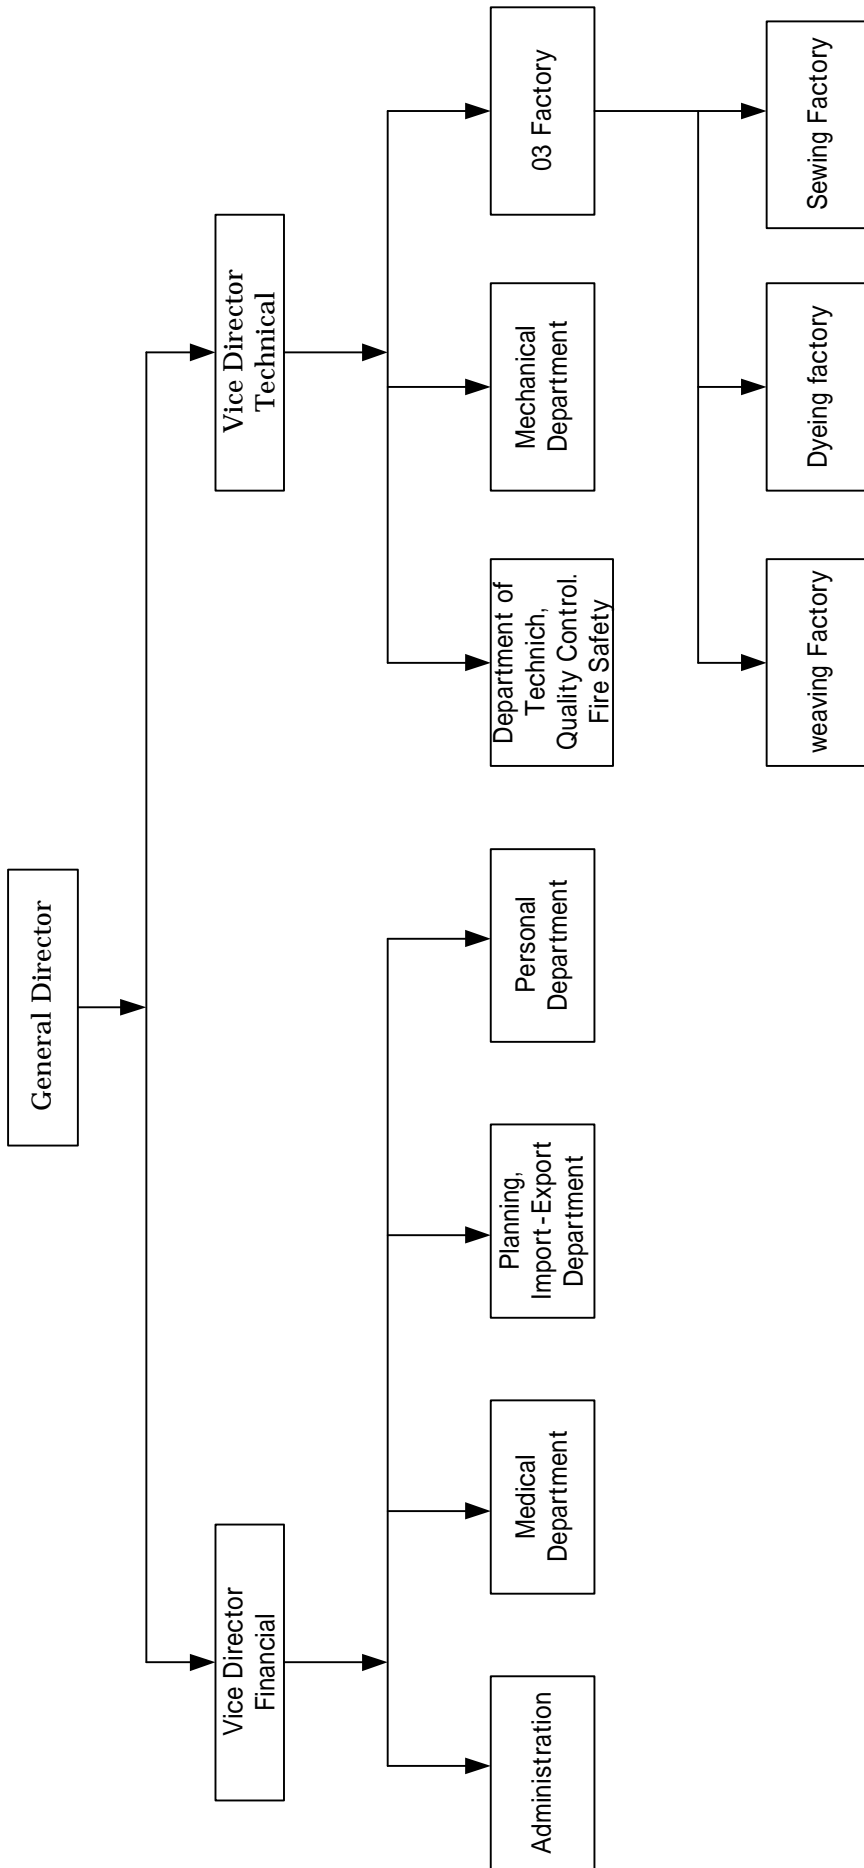 General Director
Vice Director
Financial
Vice Director
Technical
Administration
Medical
Department
Planning,
Import-Export
Department
Personal
Department
Department of
Technich,
Quality Control.
Fire Safety
Mechanical
Department
03 Factory
weaving Factory
Dyeing factory
Sewing Factory